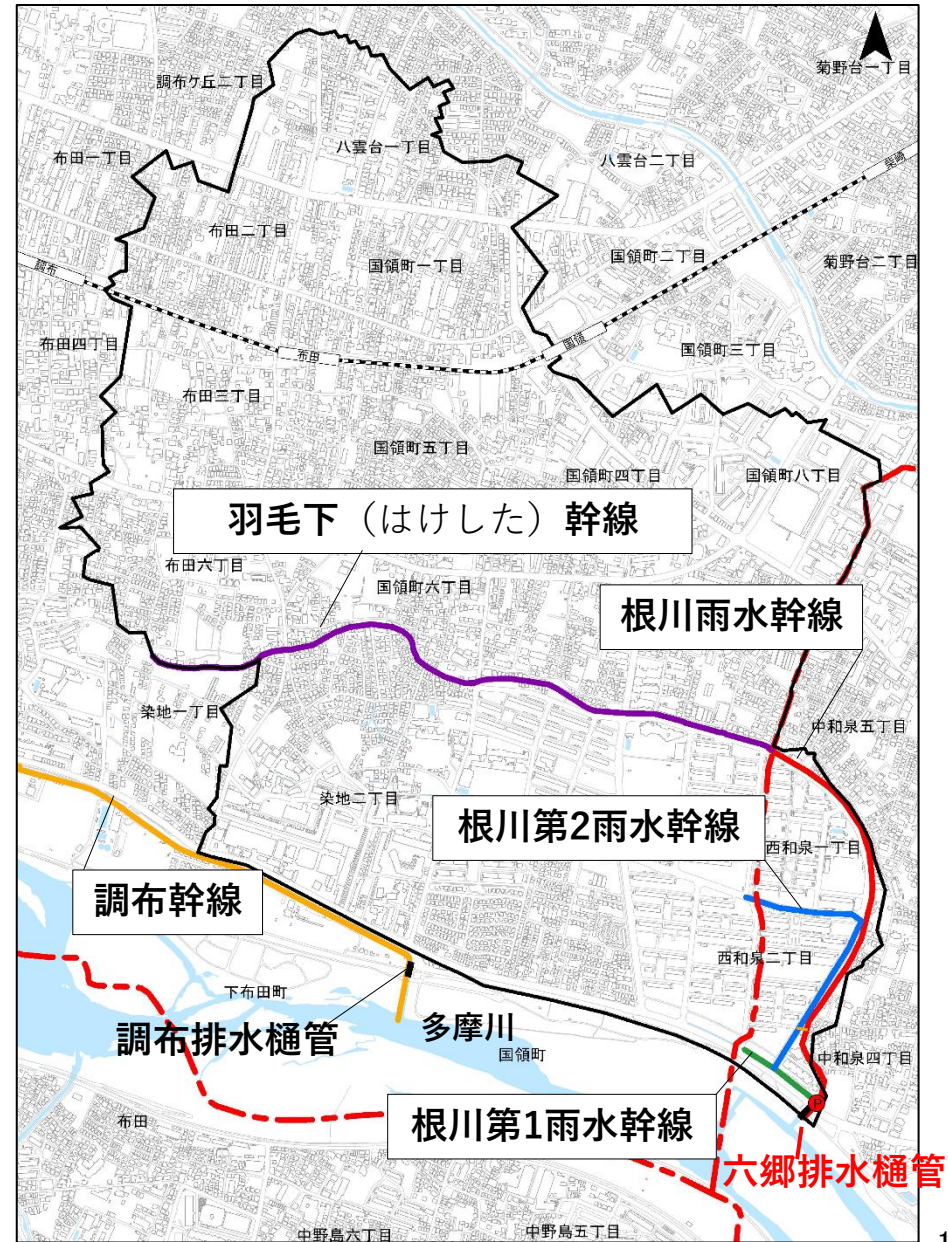 菊野台一丁目
調布ケ丘二丁目
八雲台一丁目
布田一丁目
八雲台二丁目
柴崎
布田二丁目
国領町一丁目
国領町二丁目
菊野台二丁目
調布
国領
布田四丁目
布田
国領町三丁目
布田三丁目
国領町五丁目
国領町四丁目
国領町八丁目
羽毛下（はけした）幹線
布田六丁目
国領町六丁目
根川雨水幹線
染地一丁目
中和泉五丁目
染地二丁目
根川第2雨水幹線
西和泉一丁目
調布幹線
西和泉二丁目
下布田町
調布排水樋管
多摩川
国領町
中和泉四丁目
布田
根川第1雨水幹線
P
六郷排水樋管
中野島六丁目
中野島五丁目
1